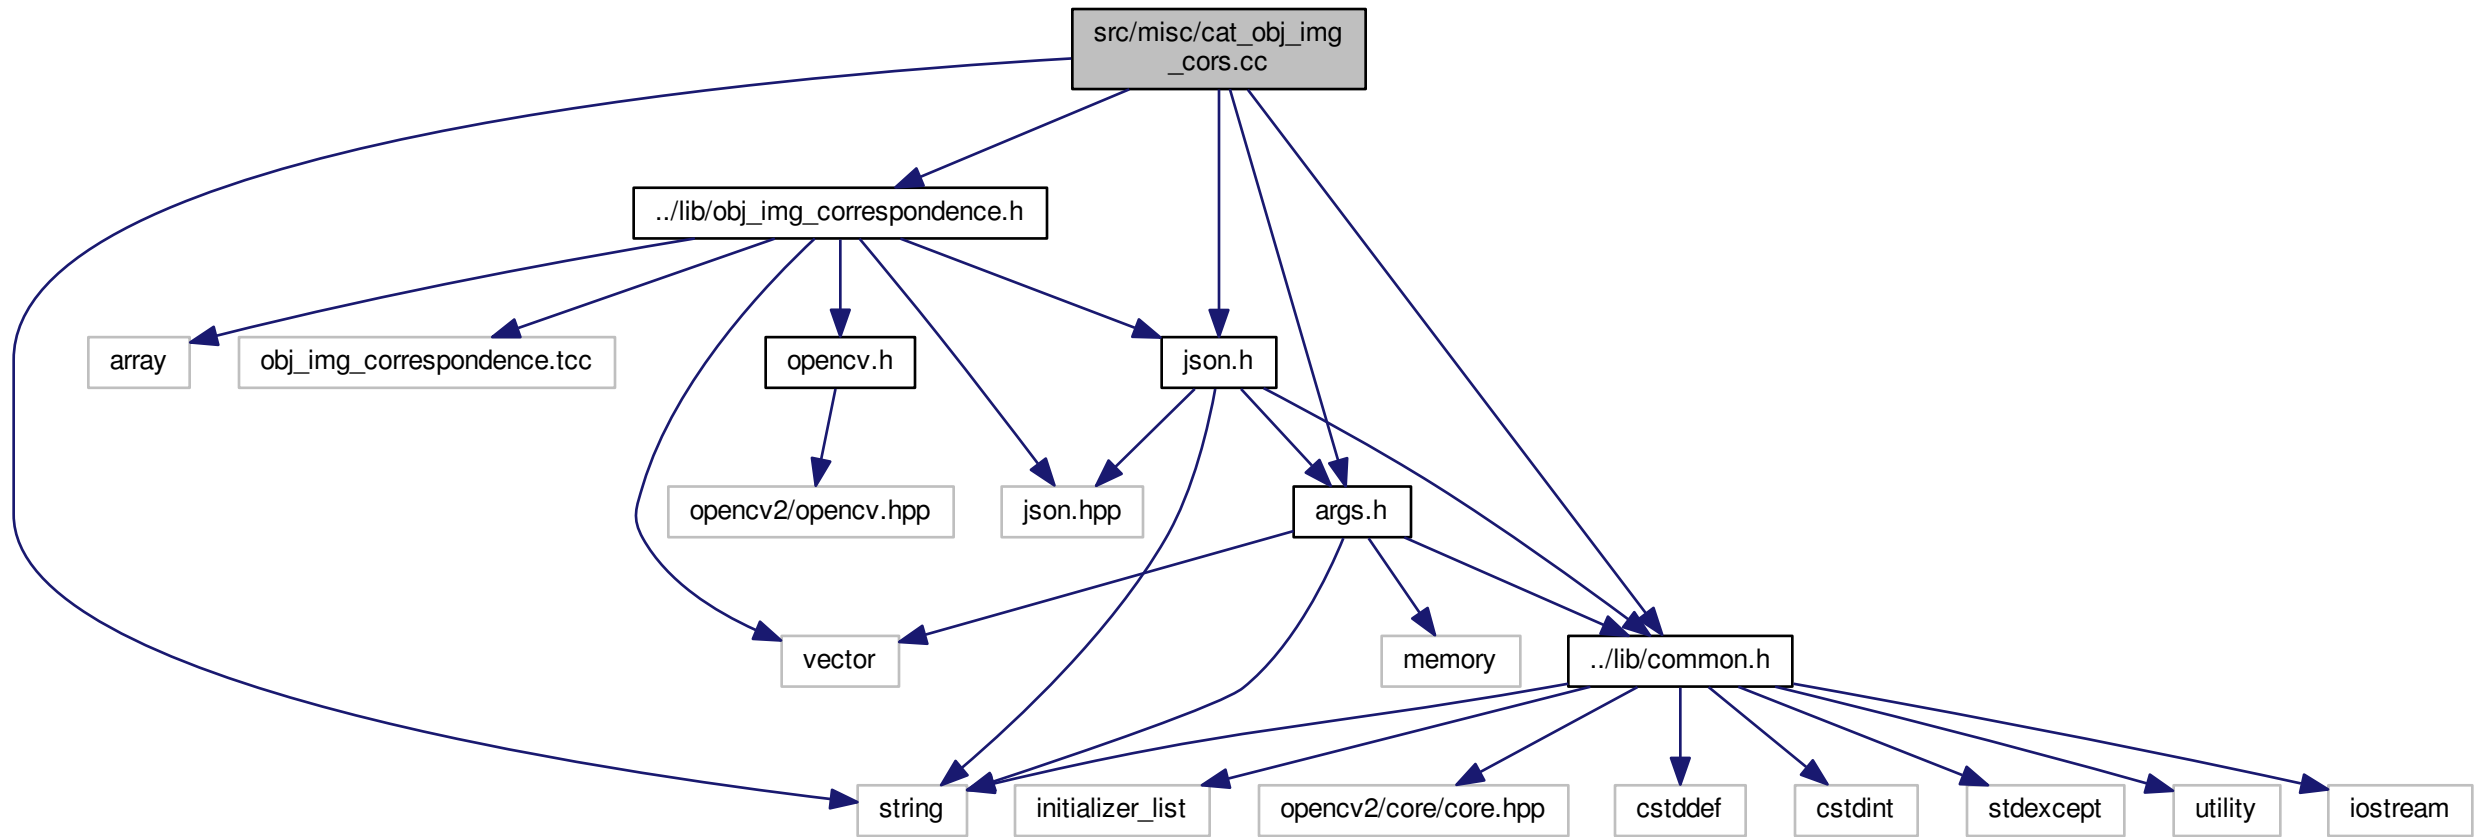 src/misc/cat_obj_img
_cors.cc
../lib/obj_img_correspondence.h
array
obj_img_correspondence.tcc
opencv.h
json.h
opencv2/opencv.hpp
json.hpp
args.h
vector
memory
../lib/common.h
string
initializer_list
opencv2/core/core.hpp
cstddef
cstdint
stdexcept
utility
iostream